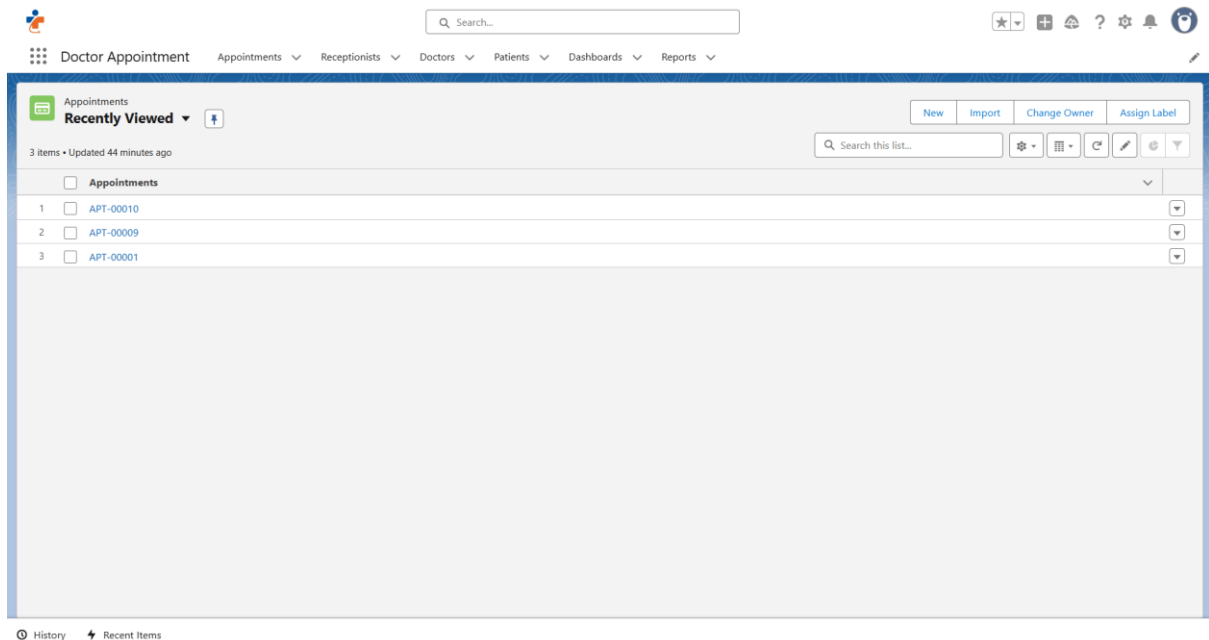 Search...
Doctor Appointment Appointments Receptionists Doctors Patients Dashboards Reports
Appointments
Recently Viewed
New Import Change Owner Assign Label
3 items • Updated 44 minutes ago
Search this list...
Appointments
1 APT-00010
2 APT-00009
3 APT-00001
History Recent Items